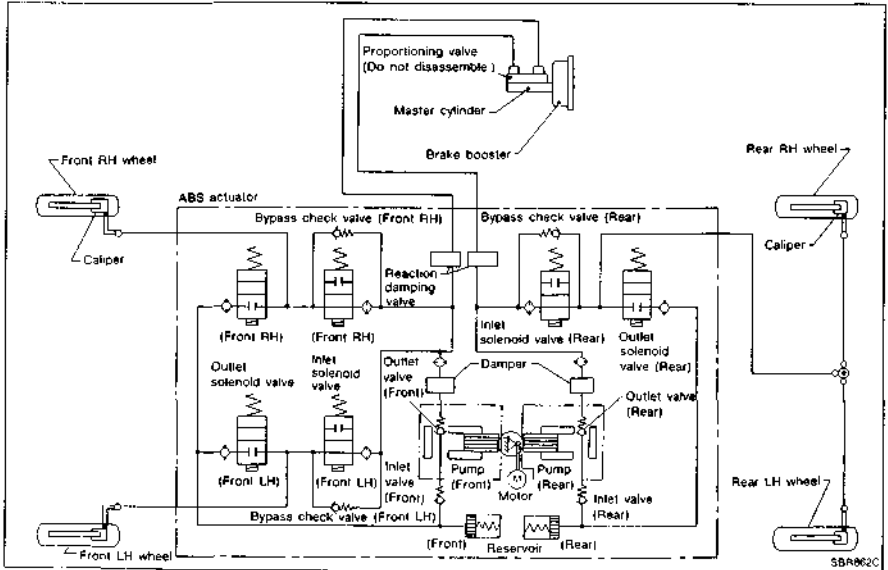 Proportioning valve
(Do not disassemble)
Master cylinder
Brake booster
Front RH wheel
Rear RH wheel
ABS actuator
Bypass check valve (Front RH)
Bypass check valve (Rear)
Caliper
Caliper
Reaction
damping
valve
(Front RH)
(Front RH)
Inlet
solenoid valve (Rear)
Outlet
solenoid
valve (Rear)
Outlet
solenoid valve
Inlet
solenoid
valve
Outlet
valve
(Front)
Damper
Outlet valve
(Rear)
(Front LH)
(Front LH)
Inlet
valve
(Front)
Pump
(Front)
Motor
M
Pump
(Rear)
Inlet valve
(Rear)
Rear LH wheel
Bypass check valve (Front LH)
(Front)
Reservoir
(Rear)
Front LH wheel
SBR862C